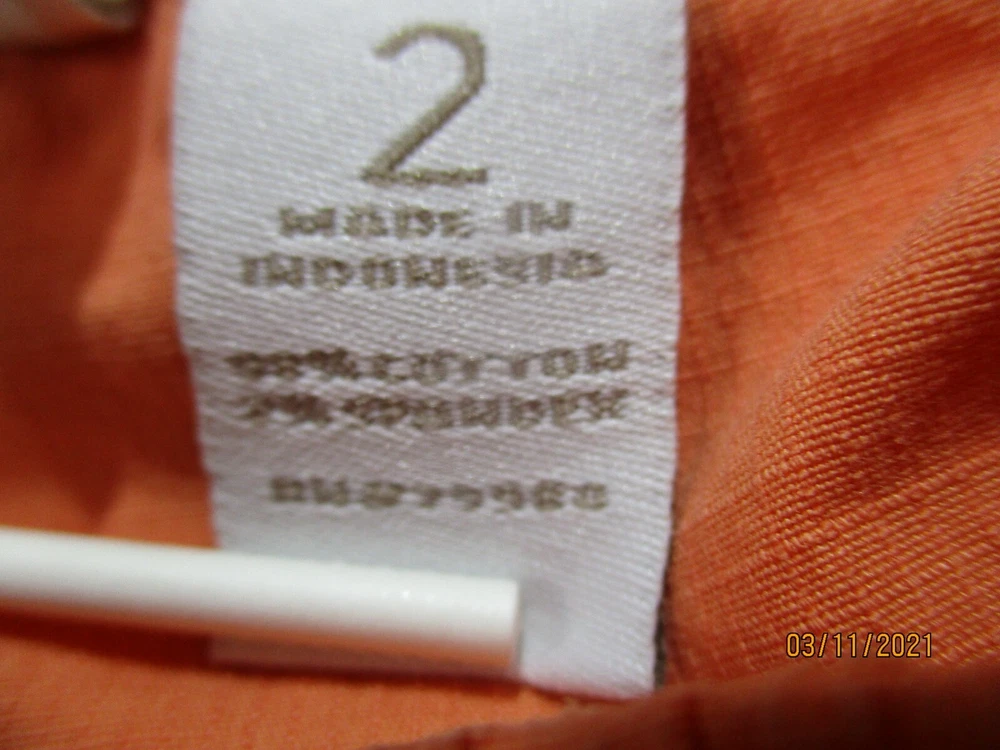 2
MADE IN
INDONESIA
98% COTTON
2% SPANDEX
03/11/2021